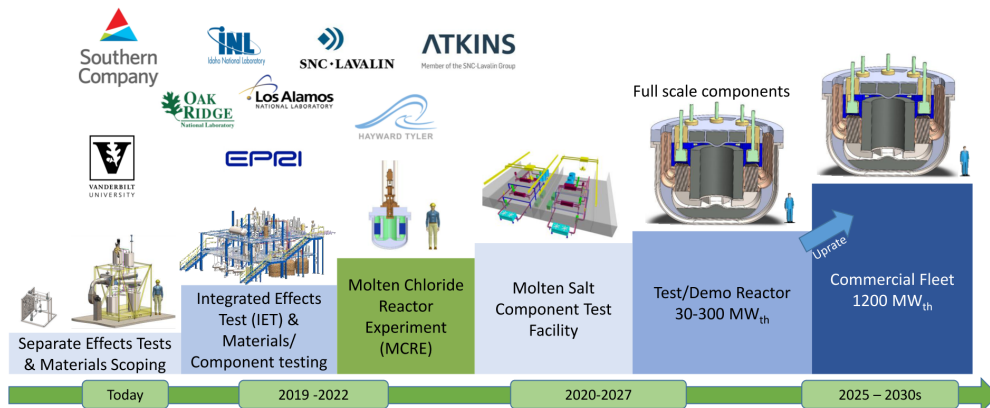 Southern
Company
INL
Idaho National Laboratory
SNC·LAVALIN
ATKINS
Member of the SNC-Lavalin Group
OAK
RIDGE
National Laboratory
Los Alamos
NATIONAL LABORATORY
HAYWARD TYLER
V
VANDERBILT
UNIVERSITY
EPRI
Full scale components
Separate Effects Tests
& Materials Scoping
Integrated Effects
Test (IET) &
Materials/
Component testing
Molten Chloride
Reactor
Experiment
(MCRE)
Molten Salt
Component Test
Facility
Test/Demo Reactor
30-300 MWth
Uprate
Commercial Fleet
1200 MWth
Today
2019 -2022
2020-2027
2025 – 2030s